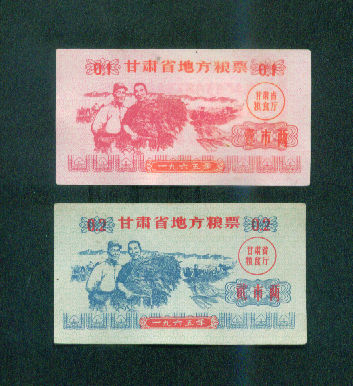 0.1 甘肃省地方粮票 0.1
甘肃省
粮食厅
壹市两
一九六五年
0.2 甘肃省地方粮票 0.2
甘肃省
粮食厅
贰市两
一九六五年